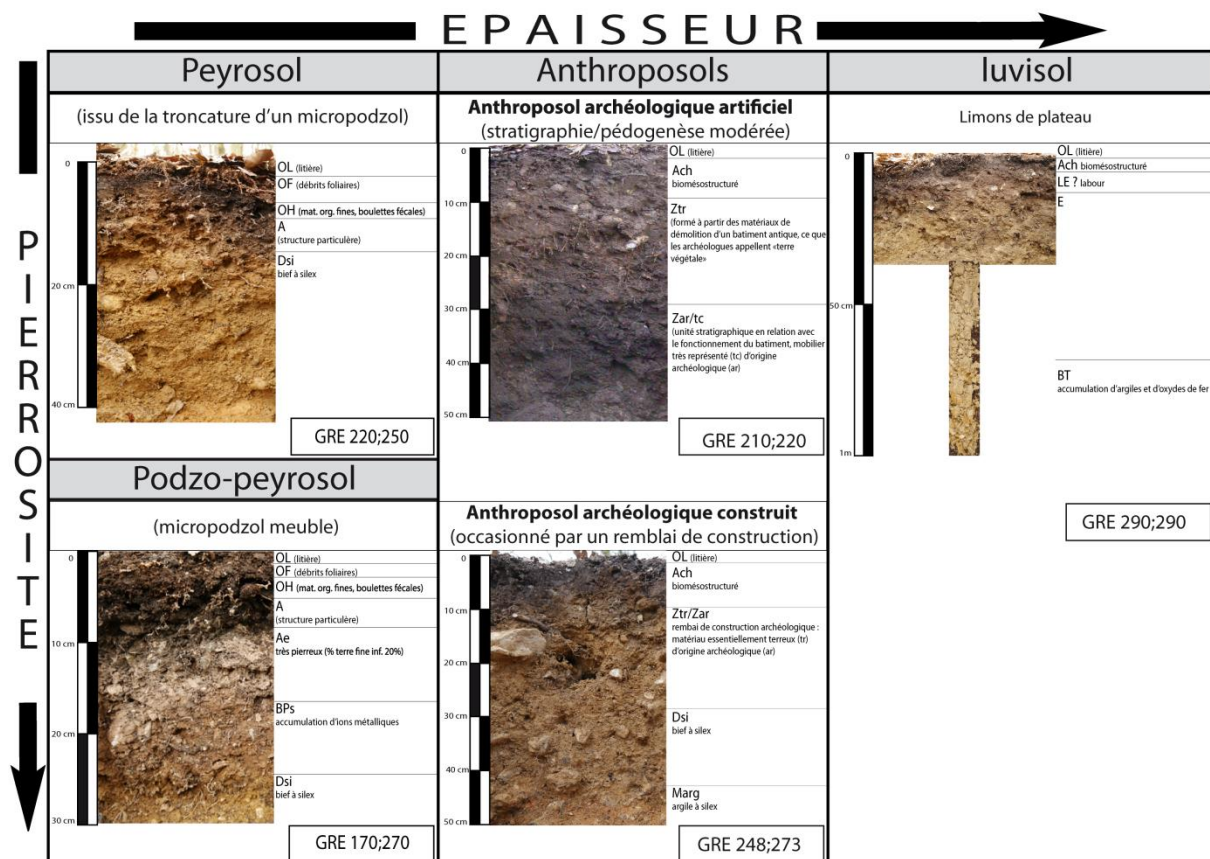 EPAISSEUR
PIERROSITE
Peyrosol
(issu de la troncature d'un micropodzol)
0
20 cm
40 cm
OL (litière)
OF (débris foliaires)
OH (mat. org. fines, boulettes fécales)
A
(structure particulère)
Dsi
bief à silex
GRE 220;250
Podzo-peyrosol
(micropodzol meuble)
0
10 cm
20 cm
30 cm
OL (litière)
OF (débris foliaires)
OH (mat. org. fines, boulettes fécales)
A
(structure particulère)
Ae
très pierreux (% terre fine inf. 20%)
BPs
accumulation d'ions métalliques
Dsi
bief à silex
GRE 170;270
Anthroposols
Anthroposol archéologique artificiel
(stratigraphie/pédogenèse modérée)
0
10 cm
20 cm
30 cm
40 cm
50 cm
OL (litière)
Ach
biomésostructuré
Ztr
(formé à partir des matériaux de
démolition d'un batiment antique, ce que
les archéologues appellent «terre
végétale»
Zar/tc
(unité stratigraphique en relation avec
le fonctionnement du batiment, mobilier
très représenté (tc) d'origine
archéologique (ar)
GRE 210;220
Anthroposol archéologique construit
(occasionné par un remblai de construction)
0
10 cm
20 cm
30 cm
40 cm
50 cm
OL (litière)
Ach
biomésostructuré
Ztr/Zar
rembai de construction archéologique :
matériau essentiellement terreux (tr)
d'origine archéologique (ar)
Dsi
bief à silex
Marg
argile à silex
GRE 248;273
luvisol
Limons de plateau
0
50 cm
1m
OL (litière)
Ach biomésostructuré
LE ? labour
E
BT
accumulation d'argiles et d'oxydes de fer
GRE 290;290